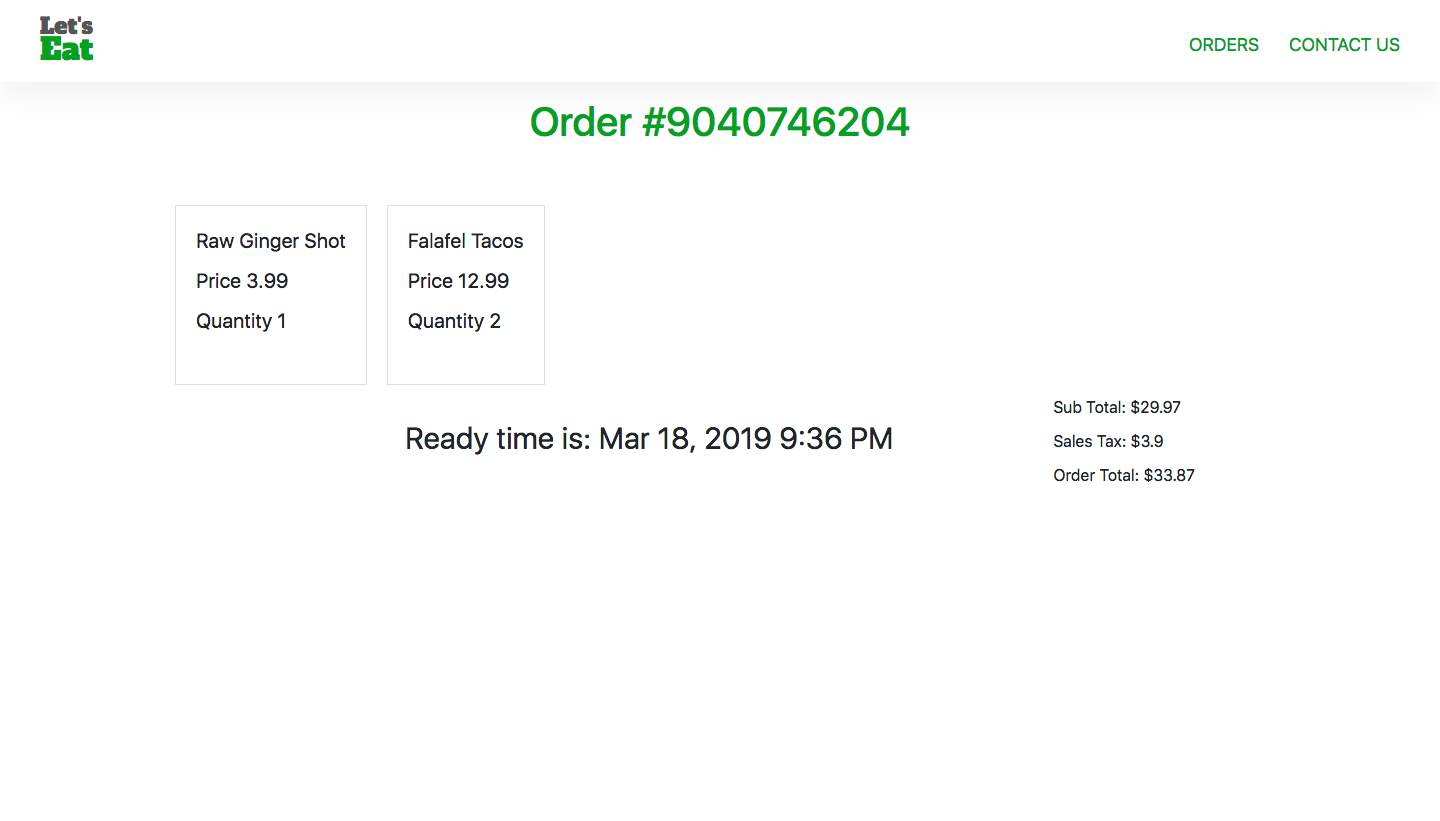 Let's
Eat
ORDERS
CONTACT US
Order #9040746204
Raw Ginger Shot
Price 3.99
Quantity 1
Falafel Tacos
Price 12.99
Quantity 2
Ready time is: Mar 18, 2019 9:36 PM
Sub Total: $29.97
Sales Tax: $3.9
Order Total: $33.87